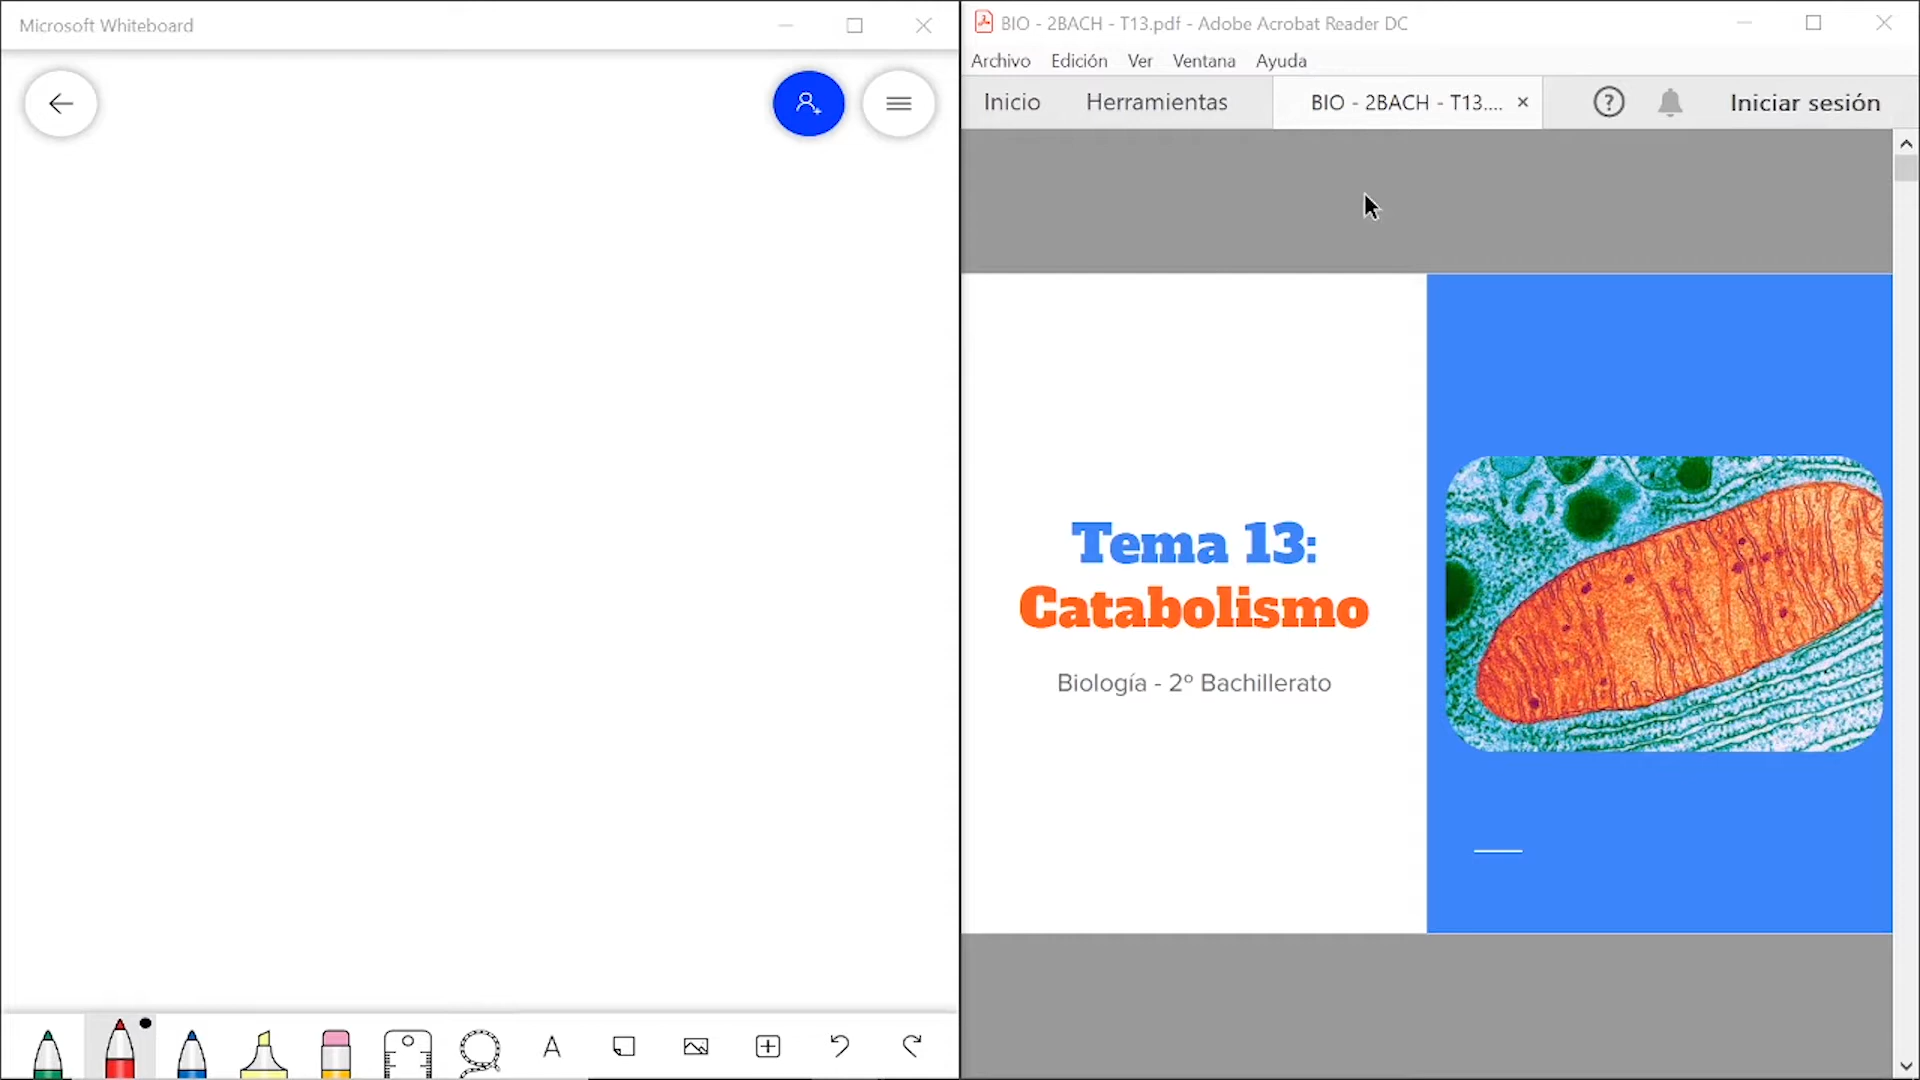 Microsoft Whiteboard
BIO - 2BACH - T13.pdf - Adobe Acrobat Reader DC
Archivo Edición Ver Ventana Ayuda
Inicio Herramientas BIO - 2BACH - T13.... Iniciar sesión
Tema 13:
Catabolismo
Biología - 2º Bachillerato